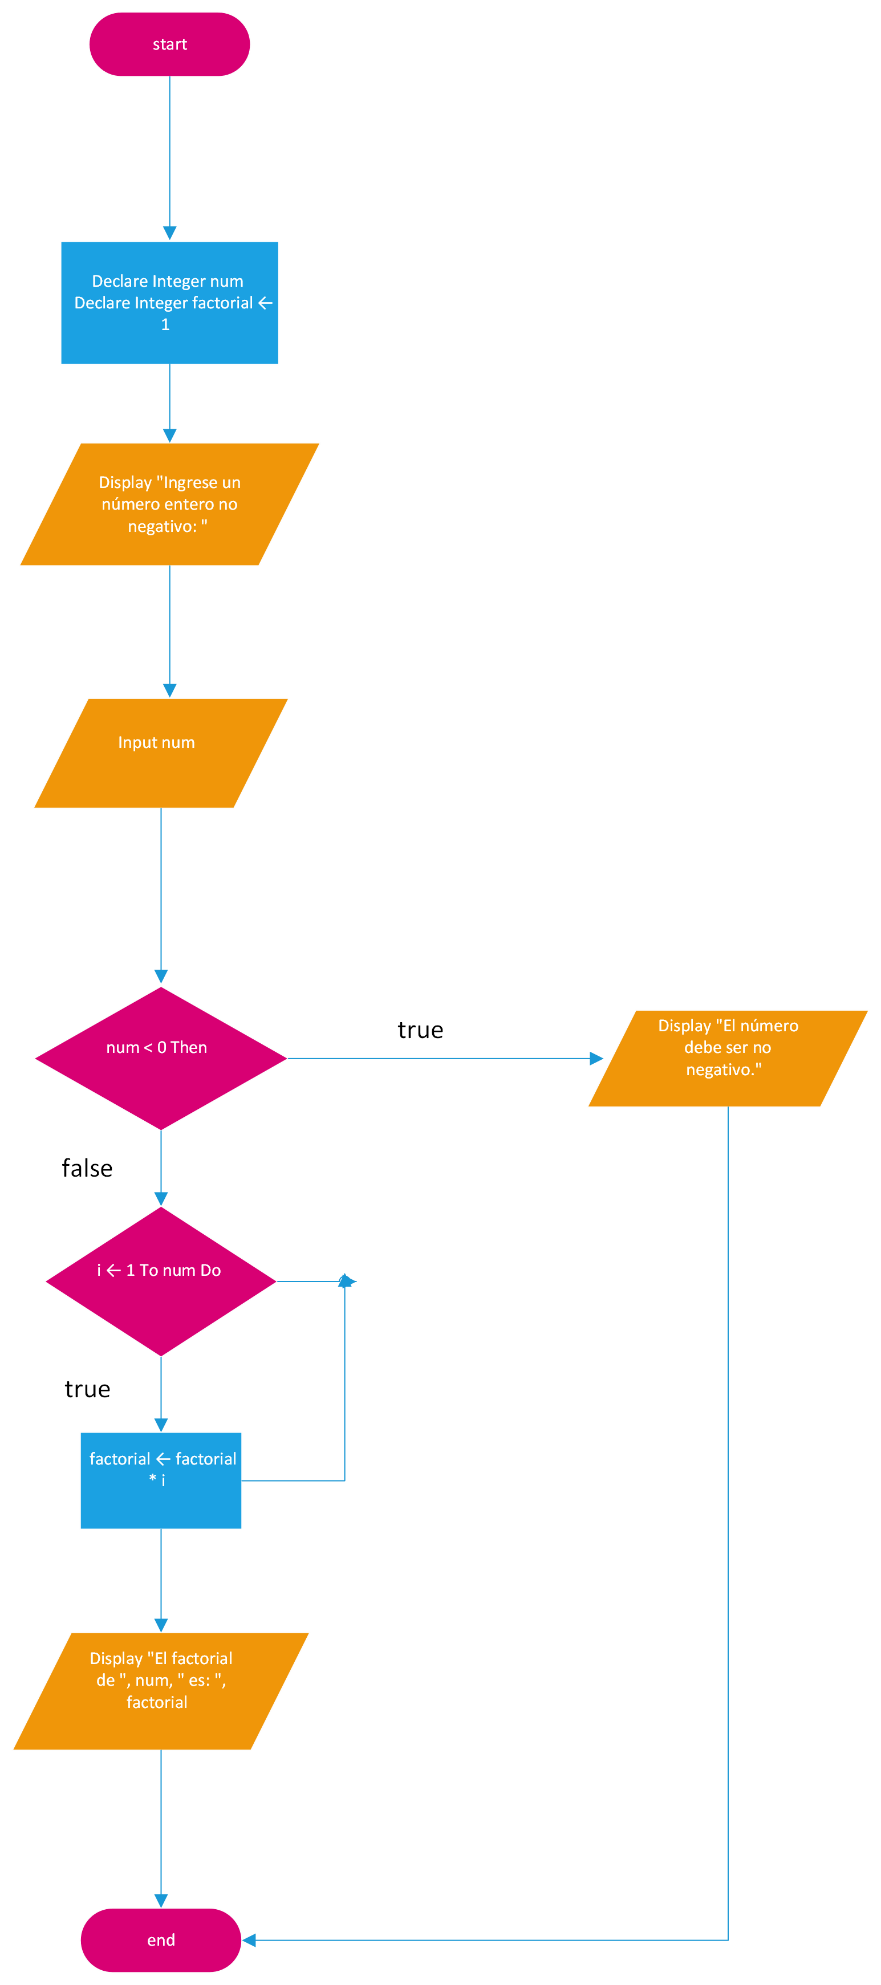 start
Declare Integer num
Declare Integer factorial ←
1
Display "Ingrese un
número entero no
negativo: "
Input num
num < 0 Then
true
Display "El número
debe ser no
negativo."
false
i ← 1 To num Do
true
factorial ← factorial
* i
Display "El factorial
de ", num, " es: ",
factorial
end